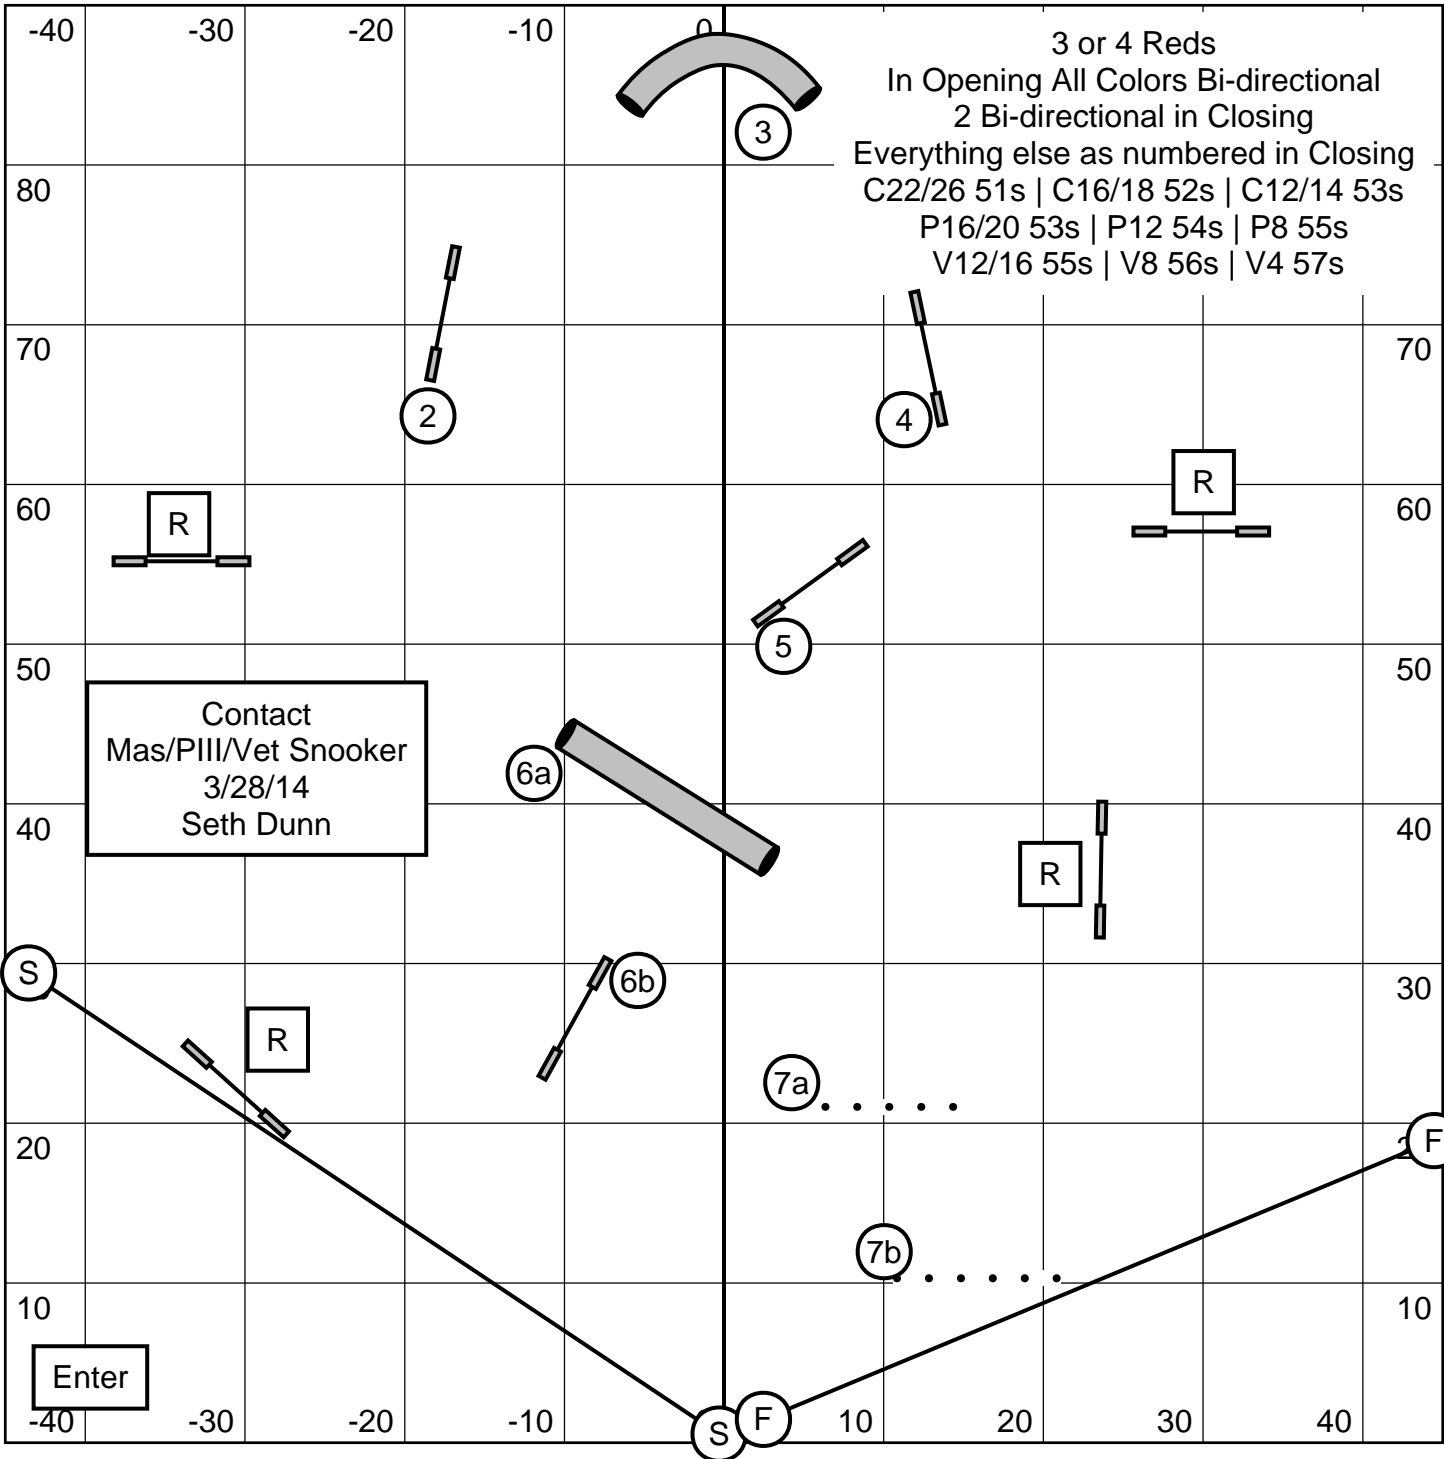 -40 -30 -20 -10 0
3 or 4 Reds
In Opening All Colors Bi-directional
2 Bi-directional in Closing
Everything else as numbered in Closing
C22/26 51s | C16/18 52s | C12/14 53s
P16/20 53s | P12 54s | P8 55s
V12/16 55s | V8 56s | V4 57s
3
80
70 70
2
4
60 60
R
R
5
50 50
Contact
Mas/PIII/Vet Snooker
3/28/14
Seth Dunn
6a
40 40
R
S
6b
30
R
7a
20
F
7b
10 10
Enter
-40 -30 -20 -10 S F 10 20 30 40